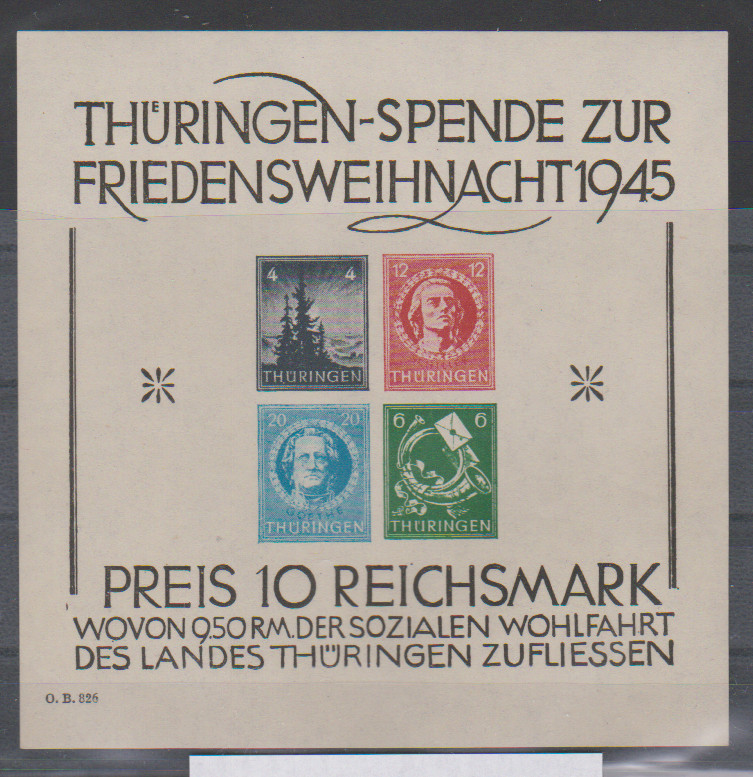 THÜRINGEN-SPENDE ZUR
FRIEDENSWEIHNACHT 1945
4 4
THÜRINGEN
12 12
SCHILLER
THÜRINGEN
20 20
GOETHE
THÜRINGEN
6 6
THÜRINGEN
PREIS 10 REICHSMARK
WOVON 9.50 RM. DER SOZIALEN WOHLFAHRT
DES LANDES THÜRINGEN ZUFLIESSEN
O. B. 826